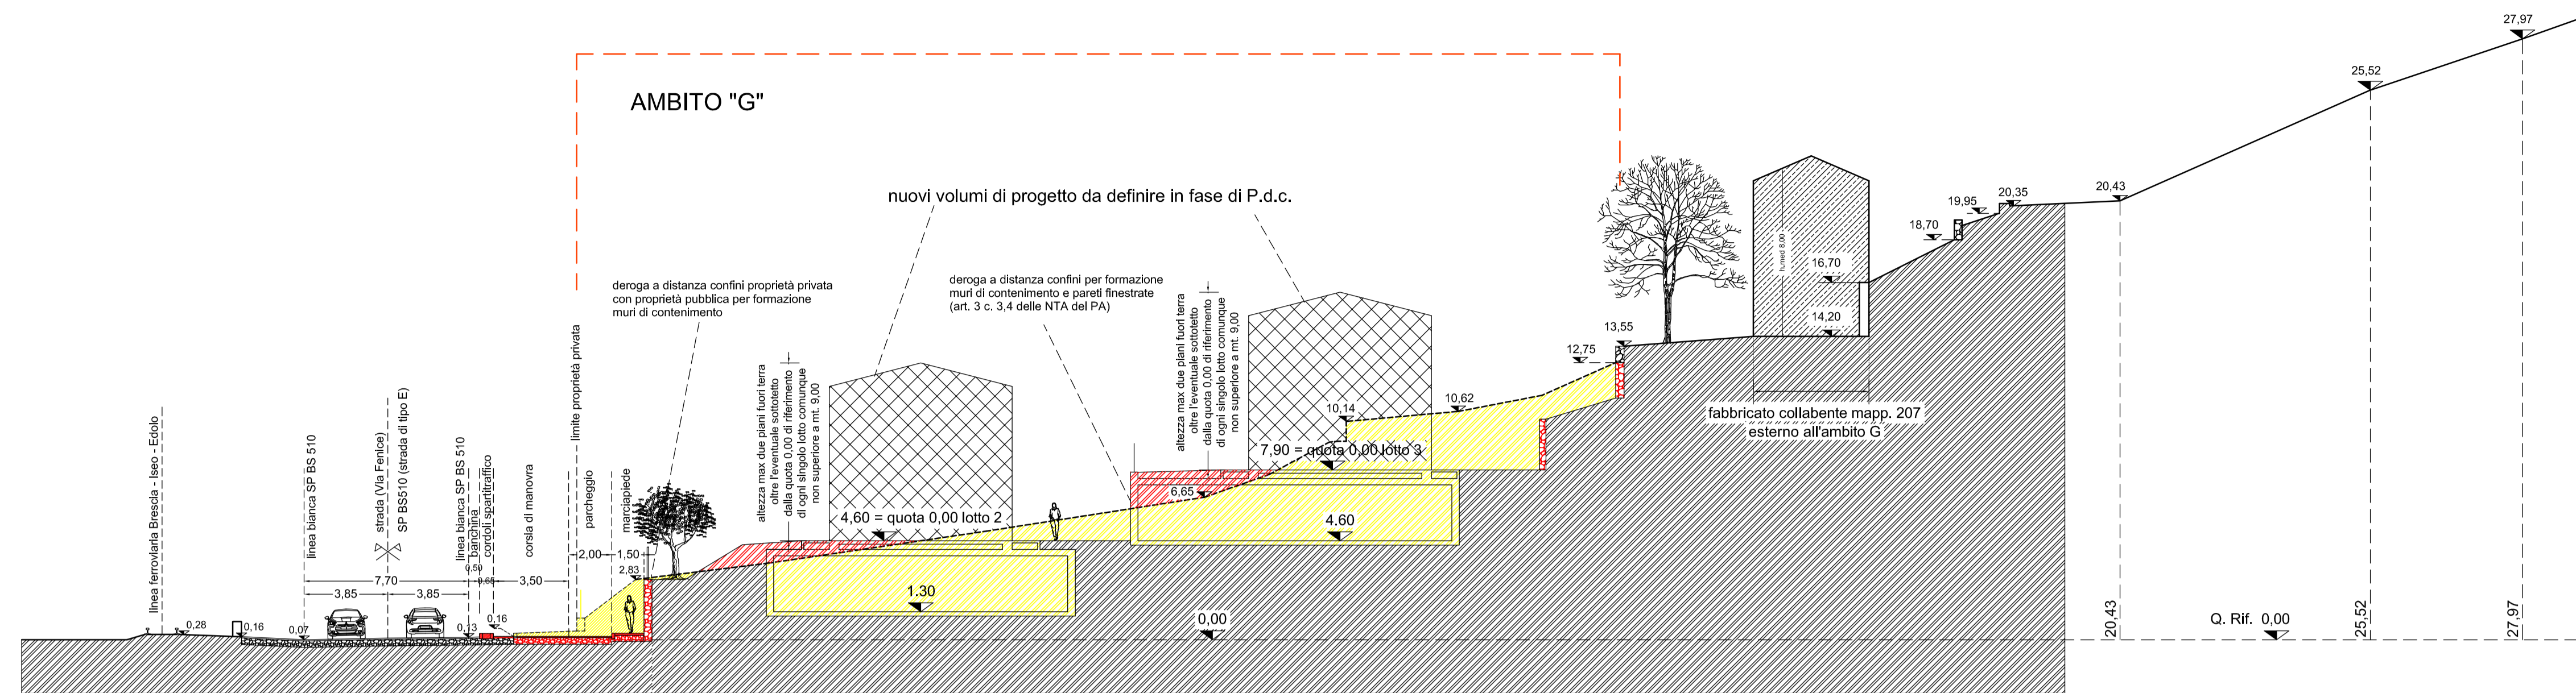 27,97
25,52
AMBITO "G"
nuovi volumi di progetto da definire in fase di P.d.c.
20,43
20,35
19,95
18,70
16,70
14,20
h.med 8,00
13,55
12,75
deroga a distanza confini proprietà privata
con proprietà pubblica per formazione
muri di contenimento
deroga a distanza confini per formazione
muri di contenimento e pareti finestrate
(art. 3 c. 3,4 delle NTA del PA)
altezza max due piani fuori terra
oltre l'eventuale sottotetto
dalla quota 0,00 di riferimento
di ogni singolo lotto comunque
non superiore a mt. 9,00
altezza max due piani fuori terra
oltre l'eventuale sottotetto
dalla quota 0,00 di riferimento
di ogni singolo lotto comunque
non superiore a mt. 9,00
10,14
10,62
fabbricato collabente mapp. 207
esterno all'ambito G
7,90 = quota 0,00 lotto 3
6,65
4,60 = quota 0,00 lotto 2
4.60
1.30
linea ferroviaria Bresda - Iseo - Edolo
linea bianca SP BS 510
strada (Via Fenice)
SP BS510 (strada di tipo E)
linea bianca SP BS 510
banchina
cordoli spartitraffico
corsia di manovra
limite proprietà privata
parcheggio
marciapiede
2,00
1,50
2,83
7,70
0,50
0,65
3,50
3,85
3,85
0,28
0,16
0,07
0,13
0,16
0,00
20,43
Q. Rif. 0,00
25,52
27,97